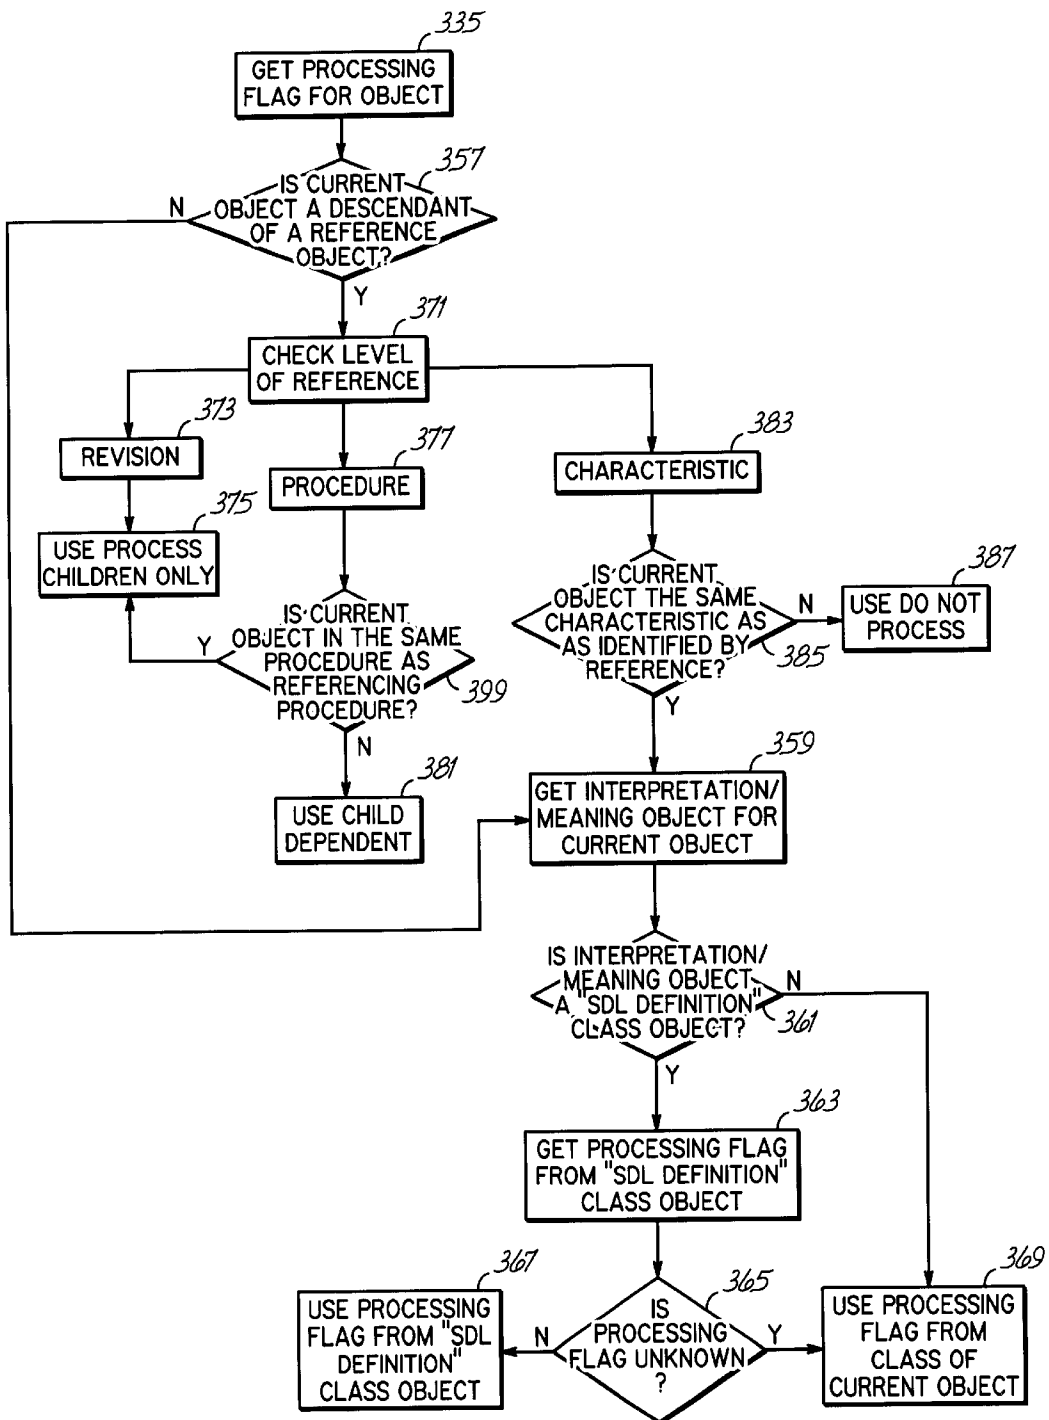 335
GET PROCESSING
FLAG FOR OBJECT
357
IS CURRENT
OBJECT A DESCENDANT
OF A REFERENCE
OBJECT?
N
Y
371
CHECK LEVEL
OF REFERENCE
373
REVISION
377
PROCEDURE
383
CHARACTERISTIC
375
USE PROCESS
CHILDREN ONLY
IS CURRENT
OBJECT IN THE SAME
PROCEDURE AS
REFERENCING
PROCEDURE?
399
Y
N
381
USE CHILD
DEPENDENT
IS CURRENT
OBJECT THE SAME
CHARACTERISTIC AS
AS IDENTIFIED BY
REFERENCE?
385
N
Y
387
USE DO NOT
PROCESS
359
GET INTERPRETATION/
MEANING OBJECT FOR
CURRENT OBJECT
IS INTERPRETATION/
MEANING OBJECT
A "SDL DEFINITION"
CLASS OBJECT?
361
N
Y
363
GET PROCESSING FLAG
FROM "SDL DEFINITION"
CLASS OBJECT
365
IS
PROCESSING
FLAG UNKNOWN
?
N
Y
367
USE PROCESSING
FLAG FROM "SDL
DEFINITION"
CLASS OBJECT
369
USE PROCESSING
FLAG FROM
CLASS OF
CURRENT OBJECT